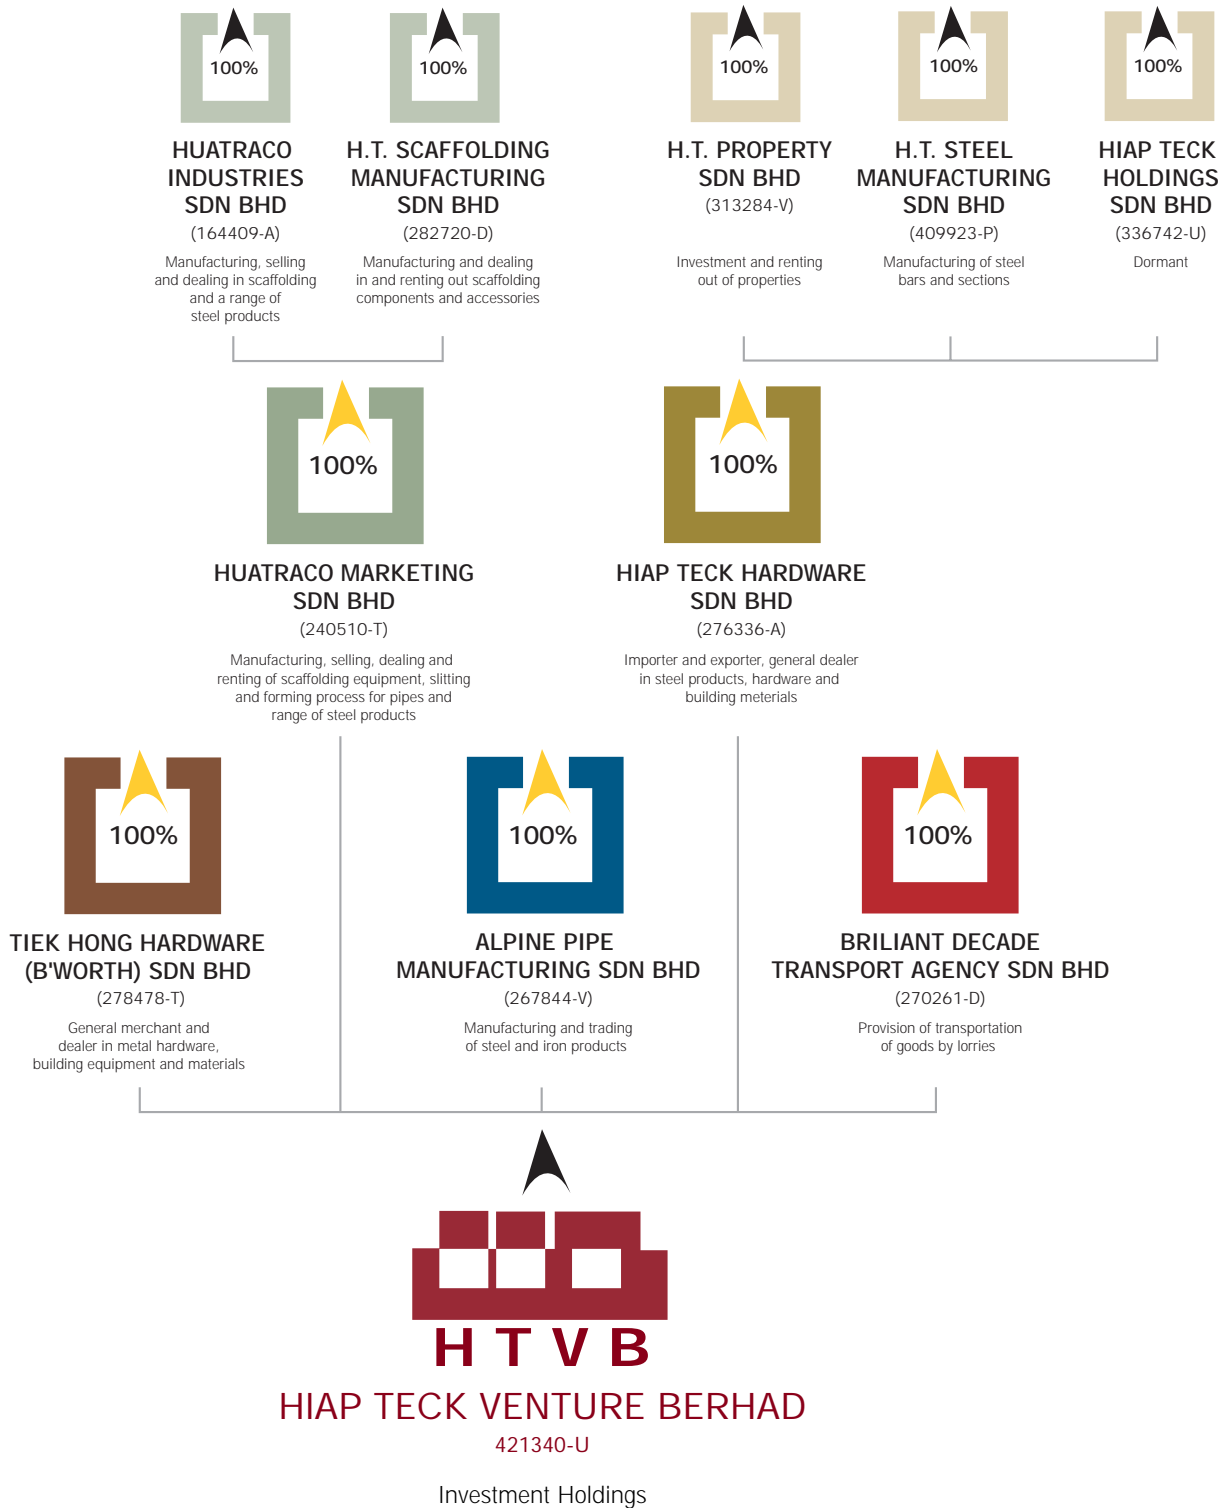 100%
HUATRACO
INDUSTRIES
SDN BHD
(164409-A)
Manufacturing, selling
and dealing in scaffolding
and a range of
steel products
100%
H.T. SCAFFOLDING
MANUFACTURING
SDN BHD
(282720-D)
Manufacturing and dealing
in and renting out scaffolding
components and accessories
100%
H.T. PROPERTY
SDN BHD
(313284-V)
Investment and renting
out of properties
100%
H.T. STEEL
MANUFACTURING
SDN BHD
(409923-P)
Manufacturing of steel
bars and sections
100%
HIAP TECK
HOLDINGS
SDN BHD
(336742-U)
Dormant
100%
HUATRACO MARKETING
SDN BHD
(240510-T)
Manufacturing, selling, dealing and
renting of scaffolding equipment, slitting
and forming process for pipes and
range of steel products
100%
HIAP TECK HARDWARE
SDN BHD
(276336-A)
Importer and exporter, general dealer
in steel products, hardware and
building meterials
100%
TIEK HONG HARDWARE
(B'WORTH) SDN BHD
(278478-T)
General merchant and
dealer in metal hardware,
building equipment and materials
100%
ALPINE PIPE
MANUFACTURING SDN BHD
(267844-V)
Manufacturing and trading
of steel and iron products
100%
BRILIANT DECADE
TRANSPORT AGENCY SDN BHD
(270261-D)
Provision of transportation
of goods by lorries
HTVB
HIAP TECK VENTURE BERHAD
421340-U
Investment Holdings